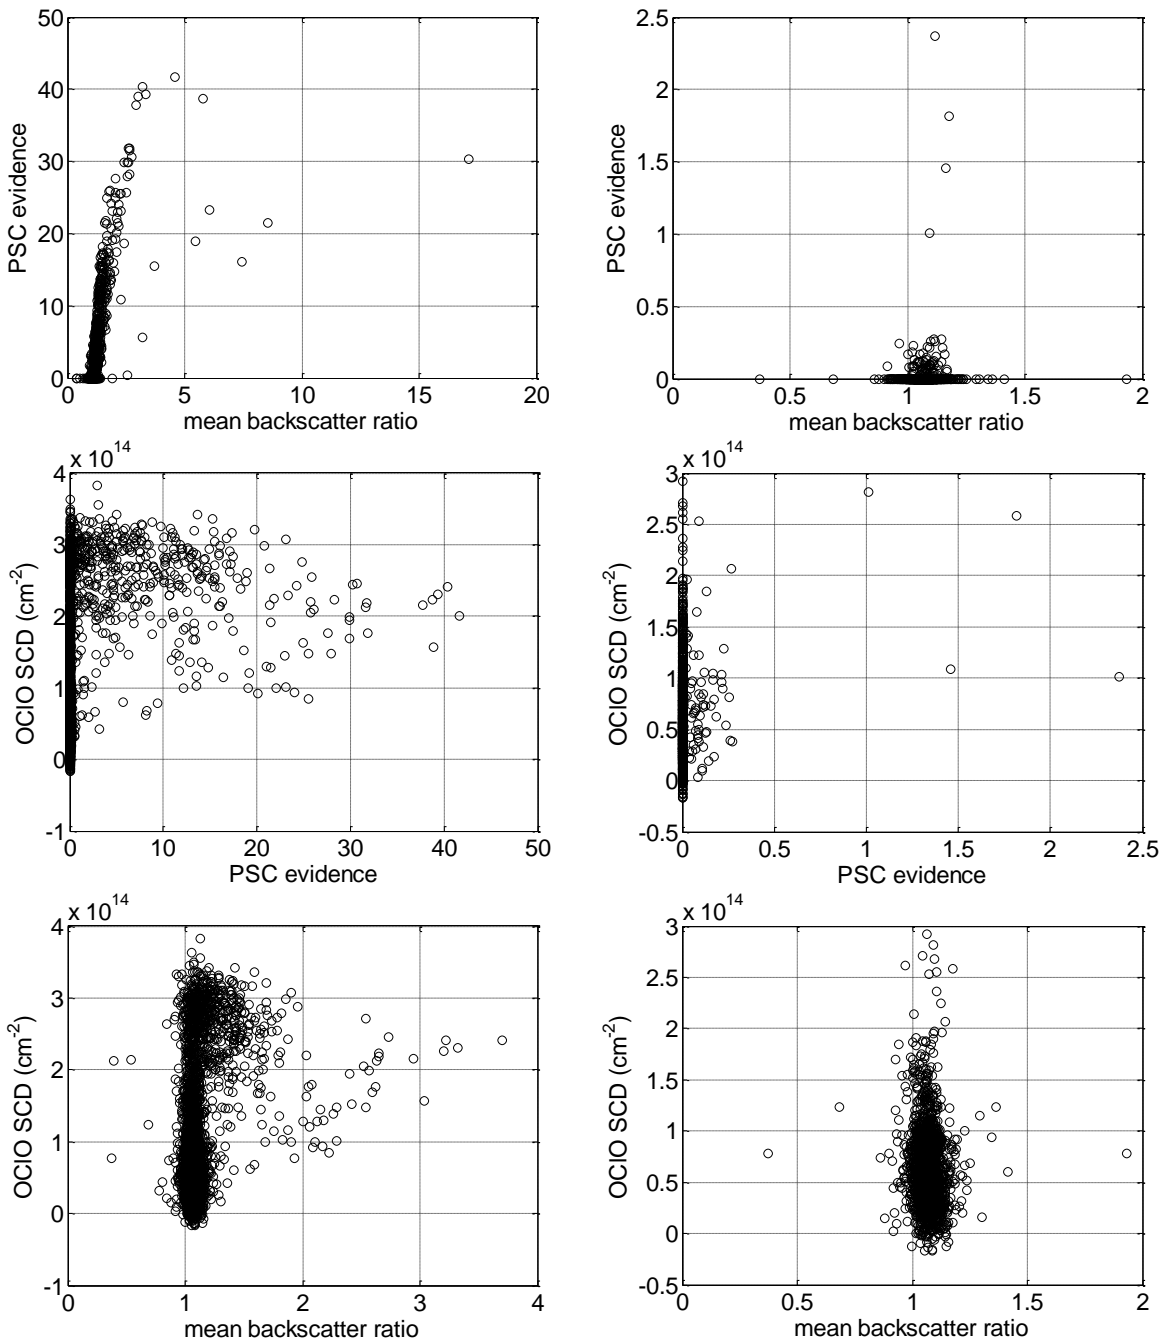 50
40
30
20
10
0
PSC evidence
0 5 10 15 20
mean backscatter ratio
2.5
2
1.5
1
0.5
0
PSC evidence
0 0.5 1 1.5 2
mean backscatter ratio
x 10^14
4
3
2
1
0
-1
OClO SCD (cm^-2)
0 10 20 30 40 50
PSC evidence
x 10^14
3
2.5
2
1.5
1
0.5
0
-0.5
OClO SCD (cm^-2)
0 0.5 1 1.5 2 2.5
PSC evidence
x 10^14
4
3
2
1
0
-1
OClO SCD (cm^-2)
0 1 2 3 4
mean backscatter ratio
x 10^14
3
2.5
2
1.5
1
0.5
0
-0.5
OClO SCD (cm^-2)
0 0.5 1 1.5 2
mean backscatter ratio